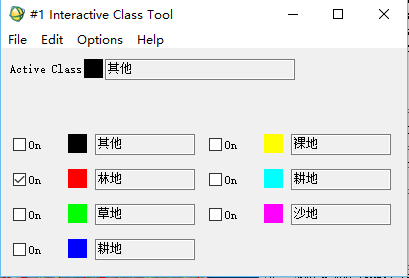 #1 Interactive Class Tool
File Edit Options Help
Active Class 其他
On 其他 On 裸地
On 林地 On 耕地
On 草地 On 沙地
On 耕地